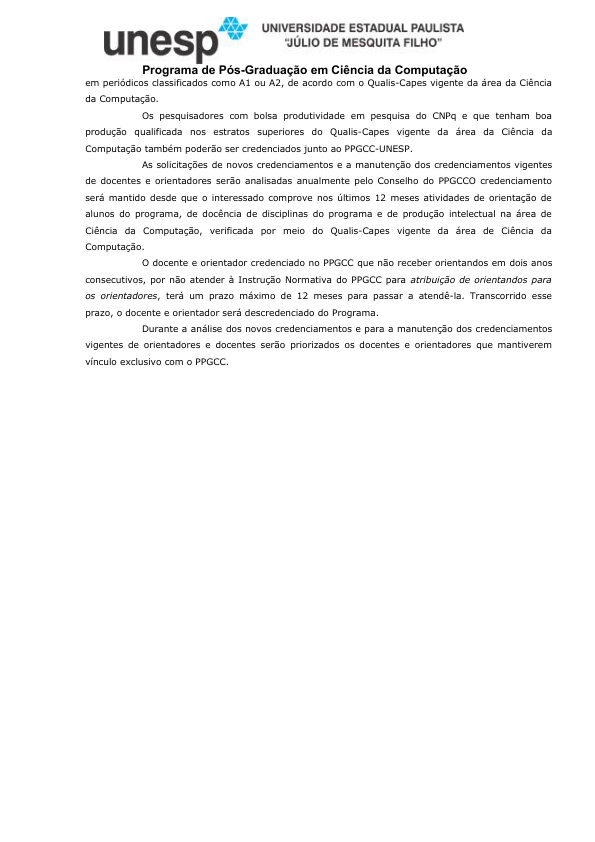 unesp
UNIVERSIDADE ESTADUAL PAULISTA
"JÚLIO DE MESQUITA FILHO"
Programa de Pós-Graduação em Ciência da Computação
em periódicos classificados como A1 ou A2, de acordo com o Qualis-Capes vigente da área da Ciência
da Computação.
Os pesquisadores com bolsa produtividade em pesquisa do CNPq e que tenham boa
produção qualificada nos estratos superiores do Qualis-Capes vigente da área da Ciência da
Computação também poderão ser credenciados junto ao PPGCC-UNESP.
As solicitações de novos credenciamentos e a manutenção dos credenciamentos vigentes
de docentes e orientadores serão analisadas anualmente pelo Conselho do PPGCCO credenciamento
será mantido desde que o interessado comprove nos últimos 12 meses atividades de orientação de
alunos do programa, de docência de disciplinas do programa e de produção intelectual na área de
Ciência da Computação, verificada por meio do Qualis-Capes vigente da área de Ciência da
Computação.
O docente e orientador credenciado no PPGCC que não receber orientandos em dois anos
consecutivos, por não atender à Instrução Normativa do PPGCC para atribuição de orientandos para
os orientadores, terá um prazo máximo de 12 meses para passar a atendê-la. Transcorrido esse
prazo, o docente e orientador será descredenciado do Programa.
Durante a análise dos novos credenciamentos e para a manutenção dos credenciamentos
vigentes de orientadores e docentes serão priorizados os docentes e orientadores que mantiverem
vínculo exclusivo com o PPGCC.